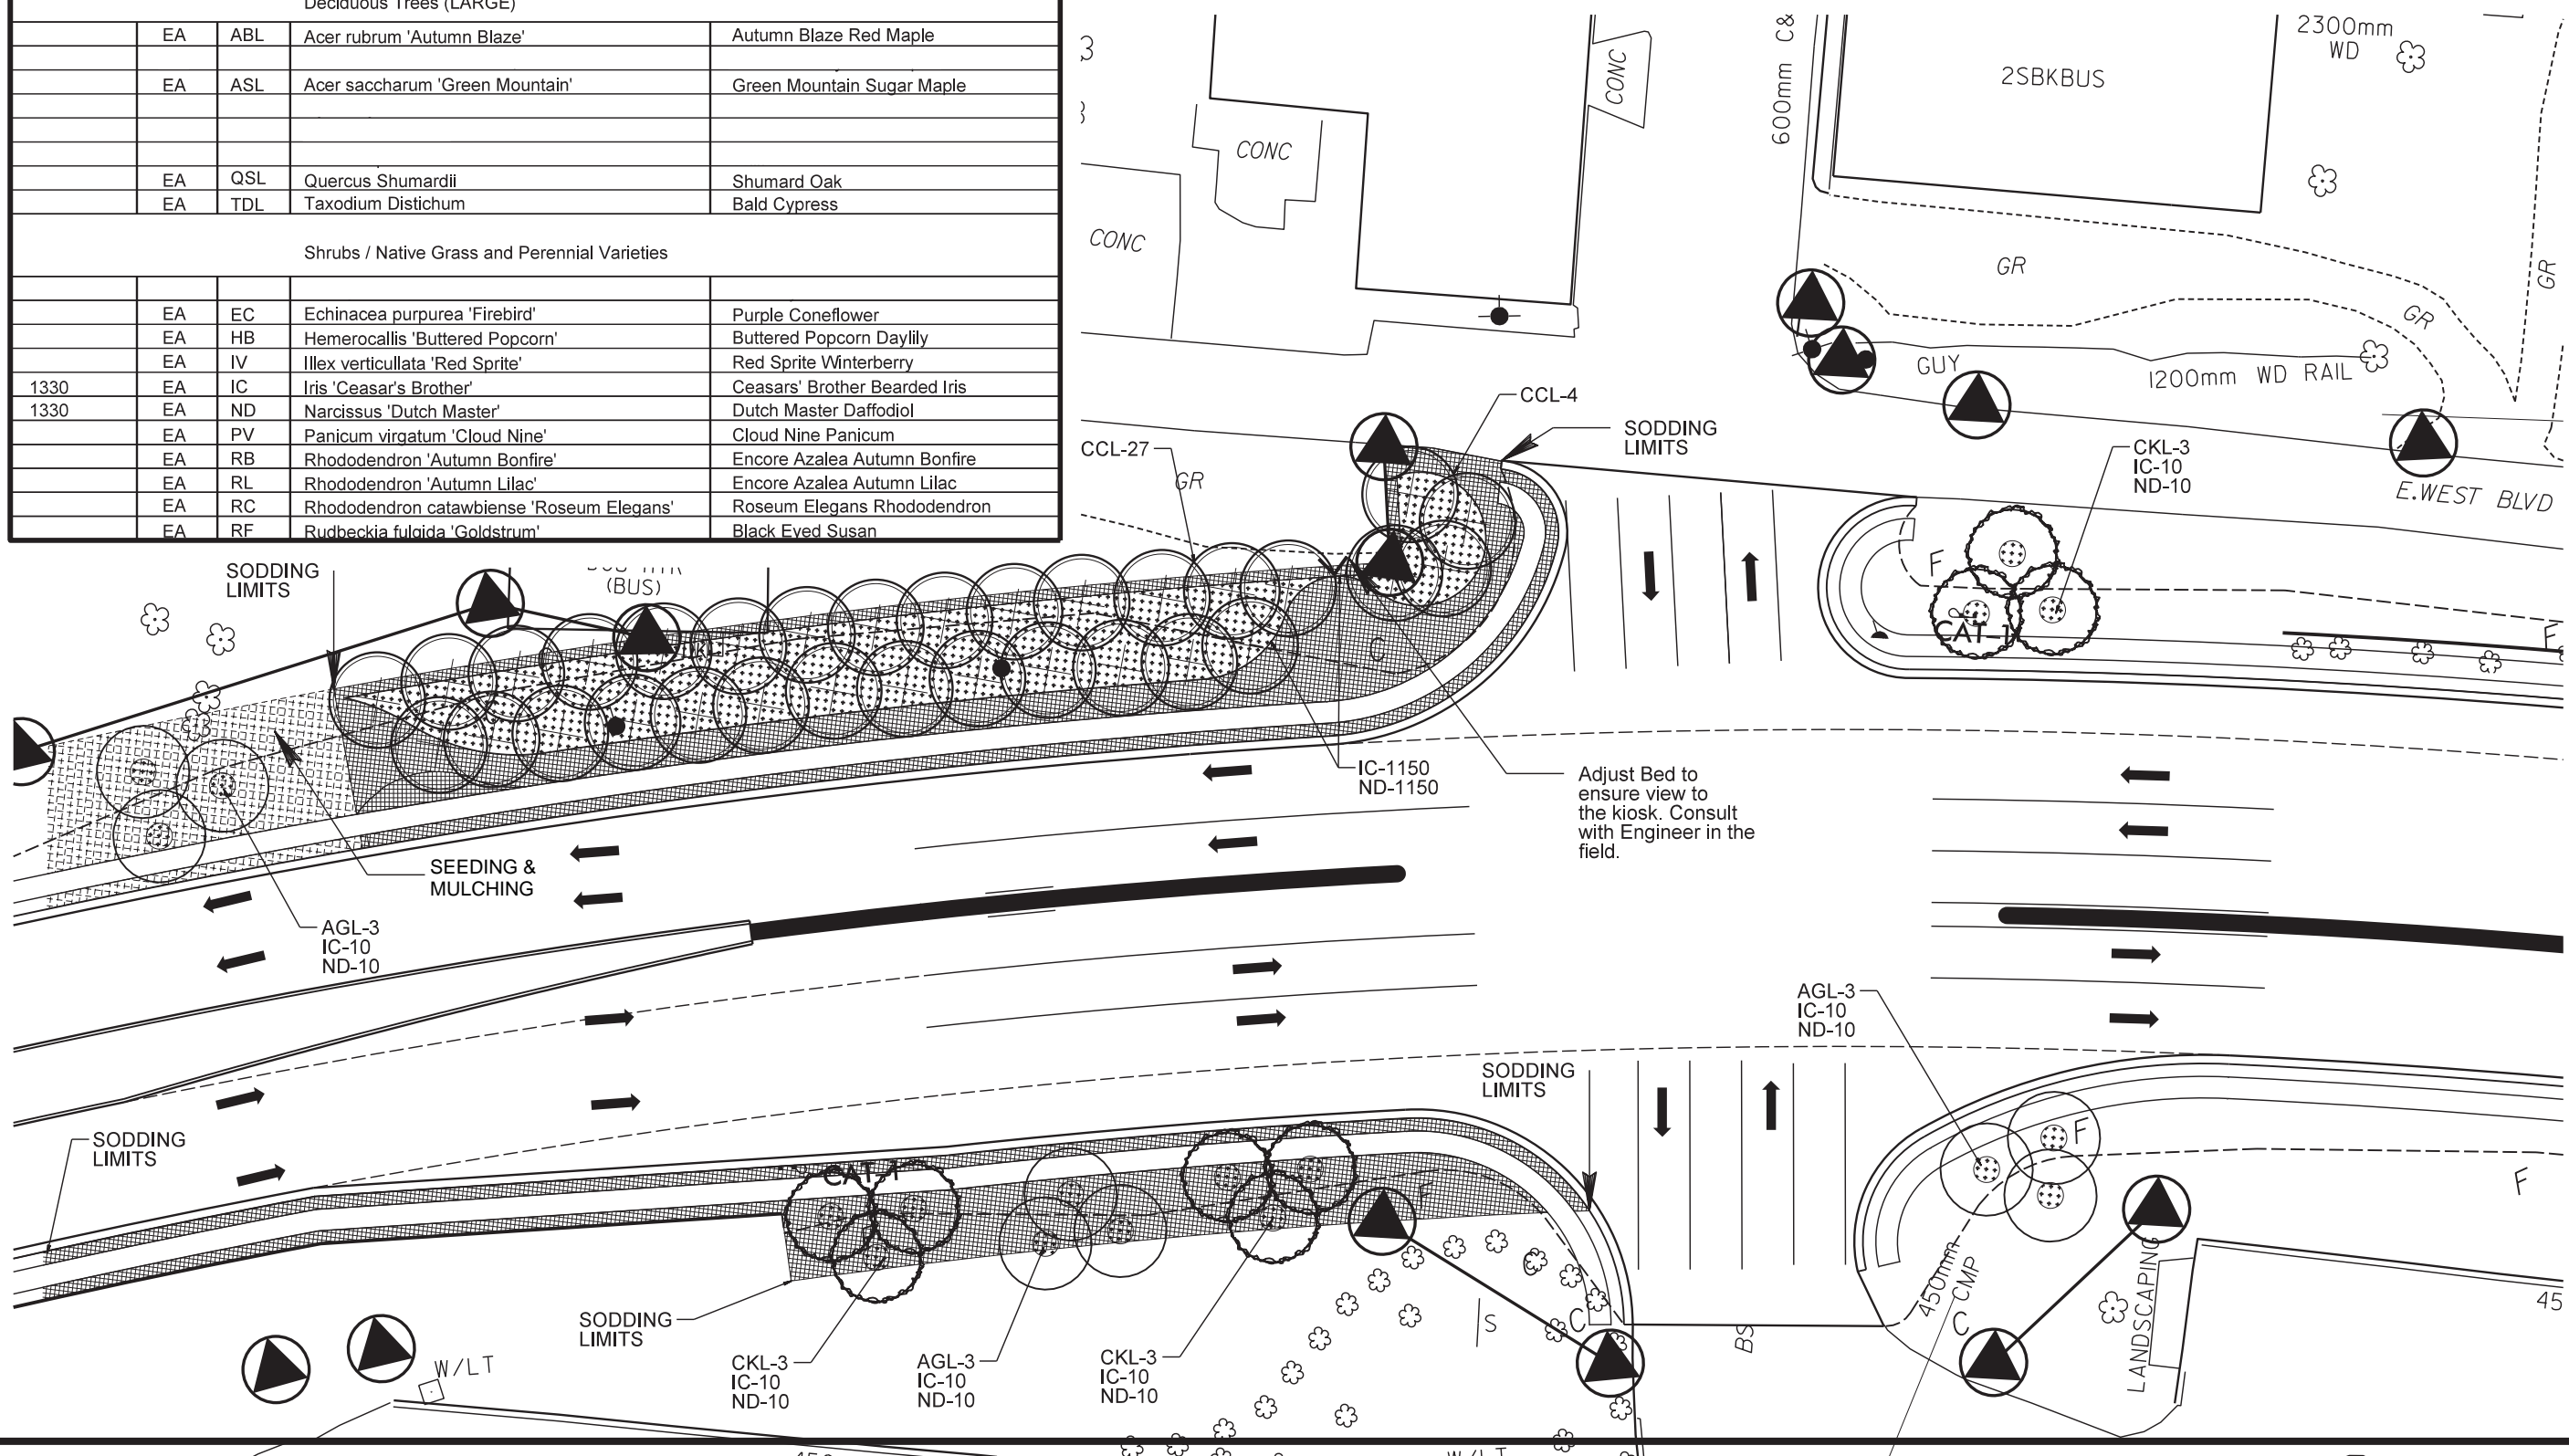 Deciduous Trees (LARGE)
EA ABL Acer rubrum 'Autumn Blaze' Autumn Blaze Red Maple
EA ASL Acer saccharum 'Green Mountain' Green Mountain Sugar Maple
EA QSL Quercus Shumardii Shumard Oak
EA TDL Taxodium Distichum Bald Cypress
Shrubs / Native Grass and Perennial Varieties
EA EC Echinacea purpurea 'Firebird' Purple Coneflower
EA HB Hemerocallis 'Buttered Popcorn' Buttered Popcorn Daylily
EA IV Illex verticullata 'Red Sprite' Red Sprite Winterberry
1330 EA IC Iris 'Ceasar's Brother' Ceasars' Brother Bearded Iris
1330 EA ND Narcissus 'Dutch Master' Dutch Master Daffodiol
EA PV Panicum virgatum 'Cloud Nine' Cloud Nine Panicum
EA RB Rhododendron 'Autumn Bonfire' Encore Azalea Autumn Bonfire
EA RL Rhododendron 'Autumn Lilac' Encore Azalea Autumn Lilac
EA RC Rhododendron catawbiense 'Roseum Elegans' Roseum Elegans Rhododendron
EA RF Rudbeckia fulgida 'Goldstrum' Black Eyed Susan
CONC
CONC
CONC
600mm C&
2SBKBUS
2300mm
WD
GR
GR
GR
GUY
1200mm WD RAIL
E.WEST BLVD
CCL-4
SODDING
LIMITS
CCL-27
GR
CKL-3
IC-10
ND-10
F
CAT-1
F
SODDING
LIMITS
(BUS)
C
IC-1150
ND-1150
Adjust Bed to
ensure view to
the kiosk. Consult
with Engineer in the
field.
SEEDING &
MULCHING
AGL-3
IC-10
ND-10
AGL-3
IC-10
ND-10
SODDING
LIMITS
SODDING
LIMITS
CAT-1
F
F
F
SODDING
LIMITS
CKL-3
IC-10
ND-10
AGL-3
IC-10
ND-10
CKL-3
IC-10
ND-10
W/LT
S
C
C
BS
450mm
CMP
C
LANDSCAPING
45
W/LT